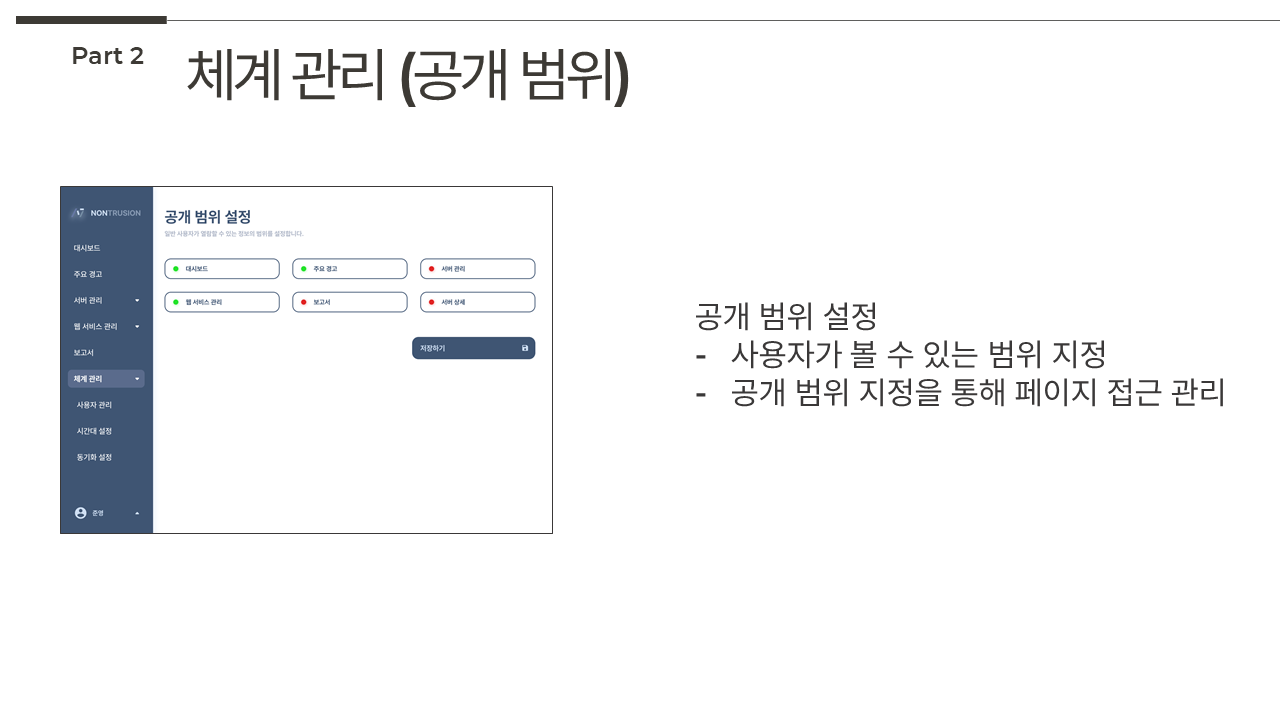 Part 2
체계 관리 (공개 범위)
NONTRUSION
대시보드
주요 경고
서버 관리
웹 서비스 관리
보고서
체계 관리
사용자 관리
시간대 설정
동기화 설정
준영
공개 범위 설정
일반 사용자가 열람할 수 있는 정보의 범위를 설정합니다.
대시보드
주요 경고
서버 관리
웹 서비스 관리
보고서
서버 상세
저장하기
공개 범위 설정
- 사용자가 볼 수 있는 범위 지정
- 공개 범위 지정을 통해 페이지 접근 관리